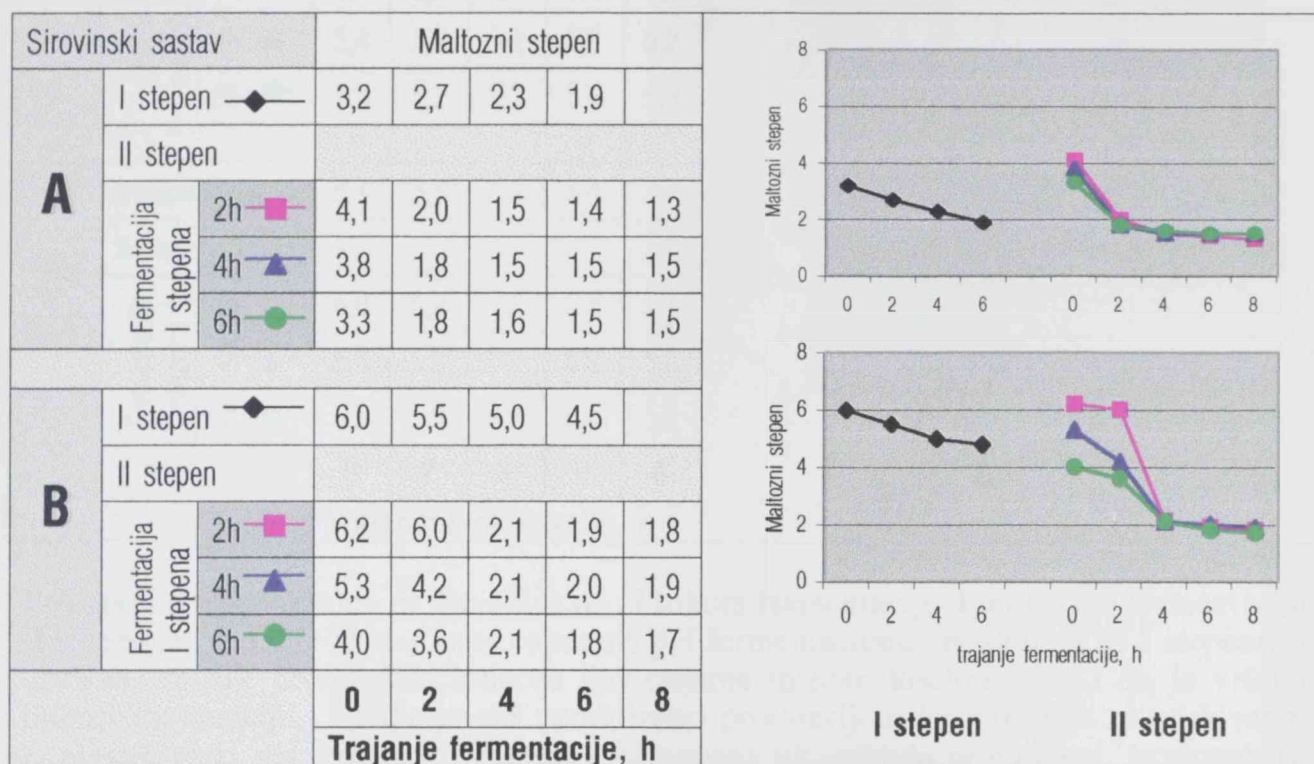 Sirovinski sastav Maltozni stepen
A
I stepen 3,2 2,7 2,3 1,9
II stepen
Fermentacija I stepena
2h 4,1 2,0 1,5 1,4 1,3
4h 3,8 1,8 1,5 1,5 1,5
6h 3,3 1,8 1,6 1,5 1,5
B
I stepen 6,0 5,5 5,0 4,5
II stepen
Fermentacija I stepena
2h 6,2 6,0 2,1 1,9 1,8
4h 5,3 4,2 2,1 2,0 1,9
6h 4,0 3,6 2,1 1,8 1,7
0 2 4 6 8
Trajanje fermentacije, h
Maltozni stepen
8
6
4
2
0
0 2 4 6 0 2 4 6 8
Maltozni stepen
8
6
4
2
0
0 2 4 6 0 2 4 6 8
trajanje fermentacije, h
I stepen II stepen